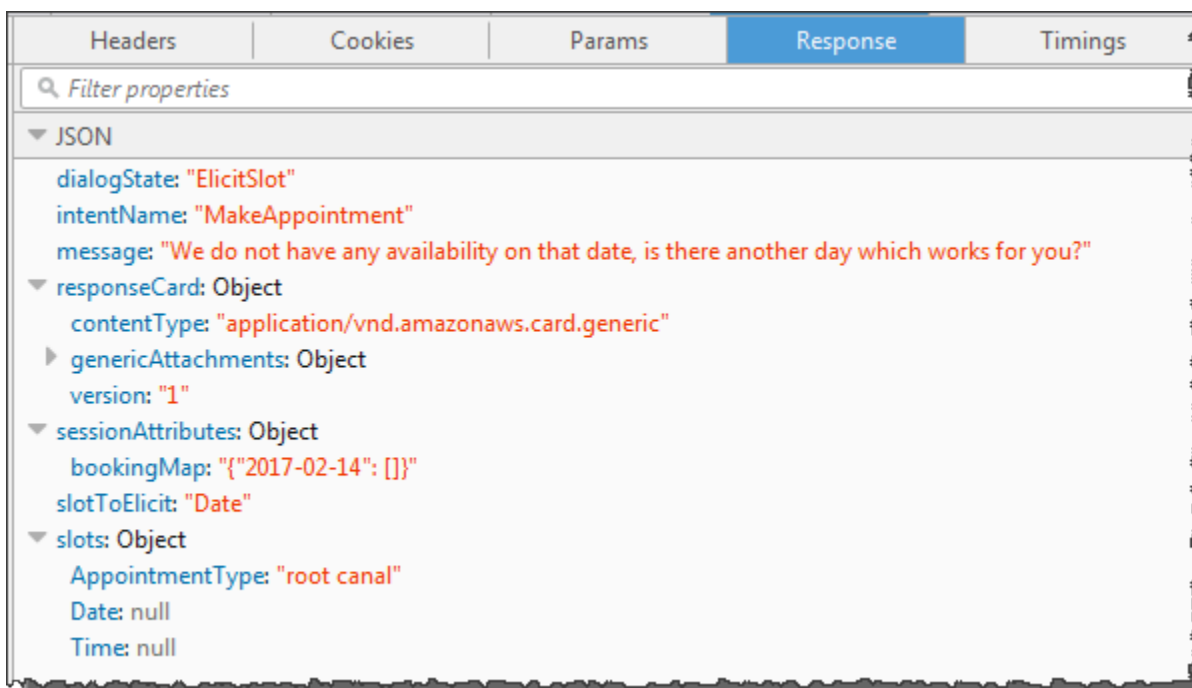 Headers Cookies Params Response Timings
Filter properties
JSON
dialogState: "ElicitSlot"
intentName: "MakeAppointment"
message: "We do not have any availability on that date, is there another day which works for you?"
responseCard: Object
contentType: "application/vnd.amazonaws.card.generic"
genericAttachments: Object
version: "1"
sessionAttributes: Object
bookingMap: "{"2017-02-14": []}"
slotToElicit: "Date"
slots: Object
AppointmentType: "root canal"
Date: null
Time: null